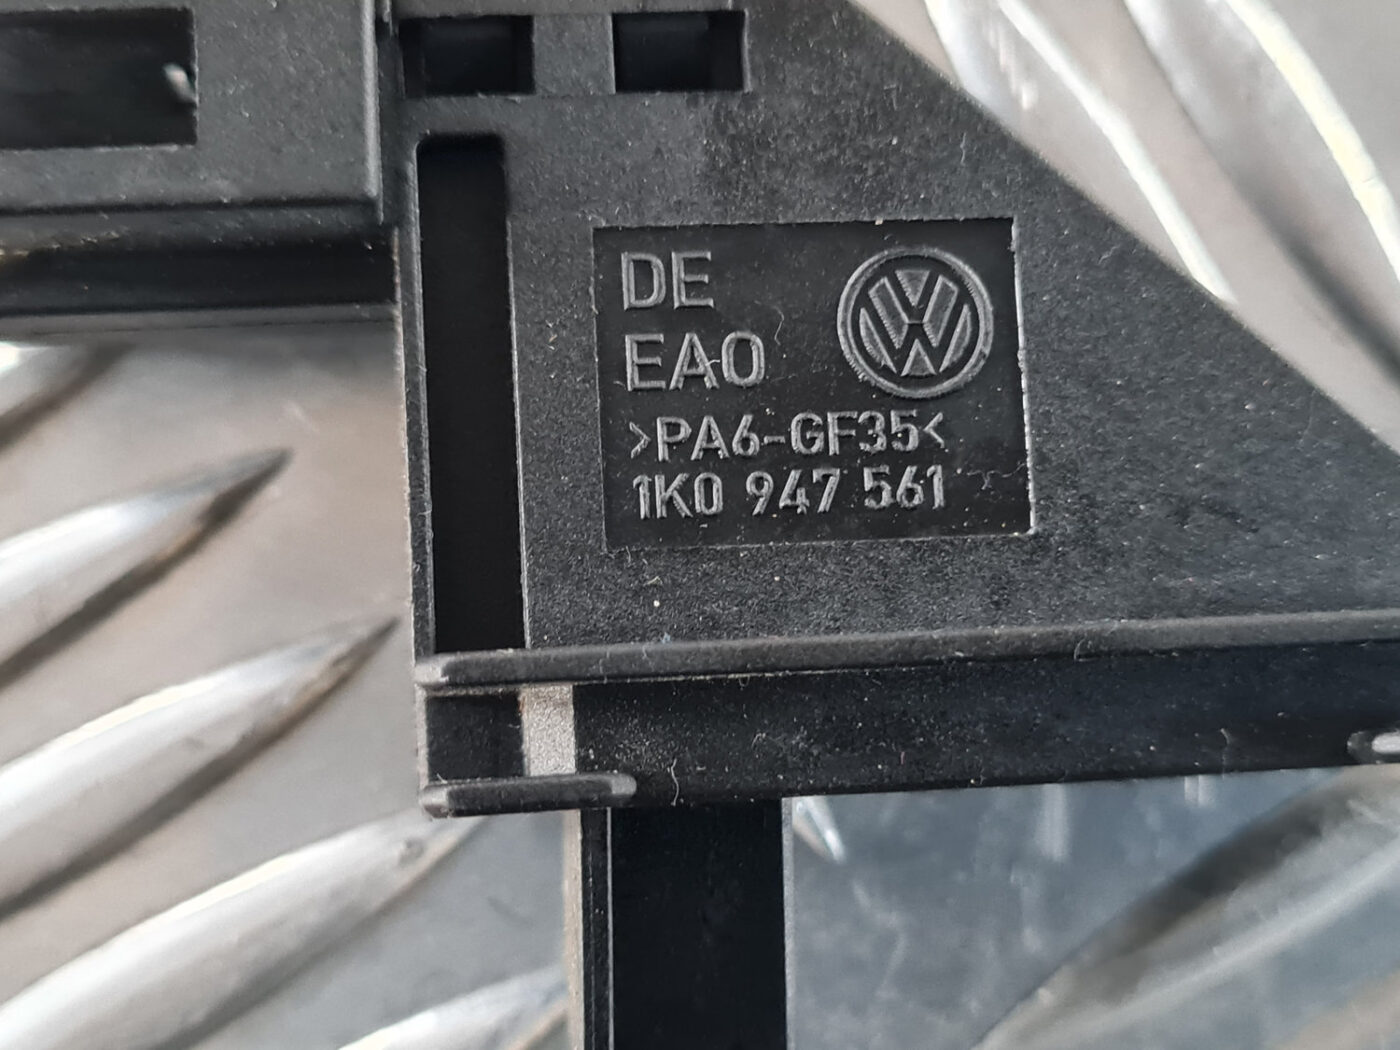 DE
EAO
>PA6-GF35<
1K0 947 561